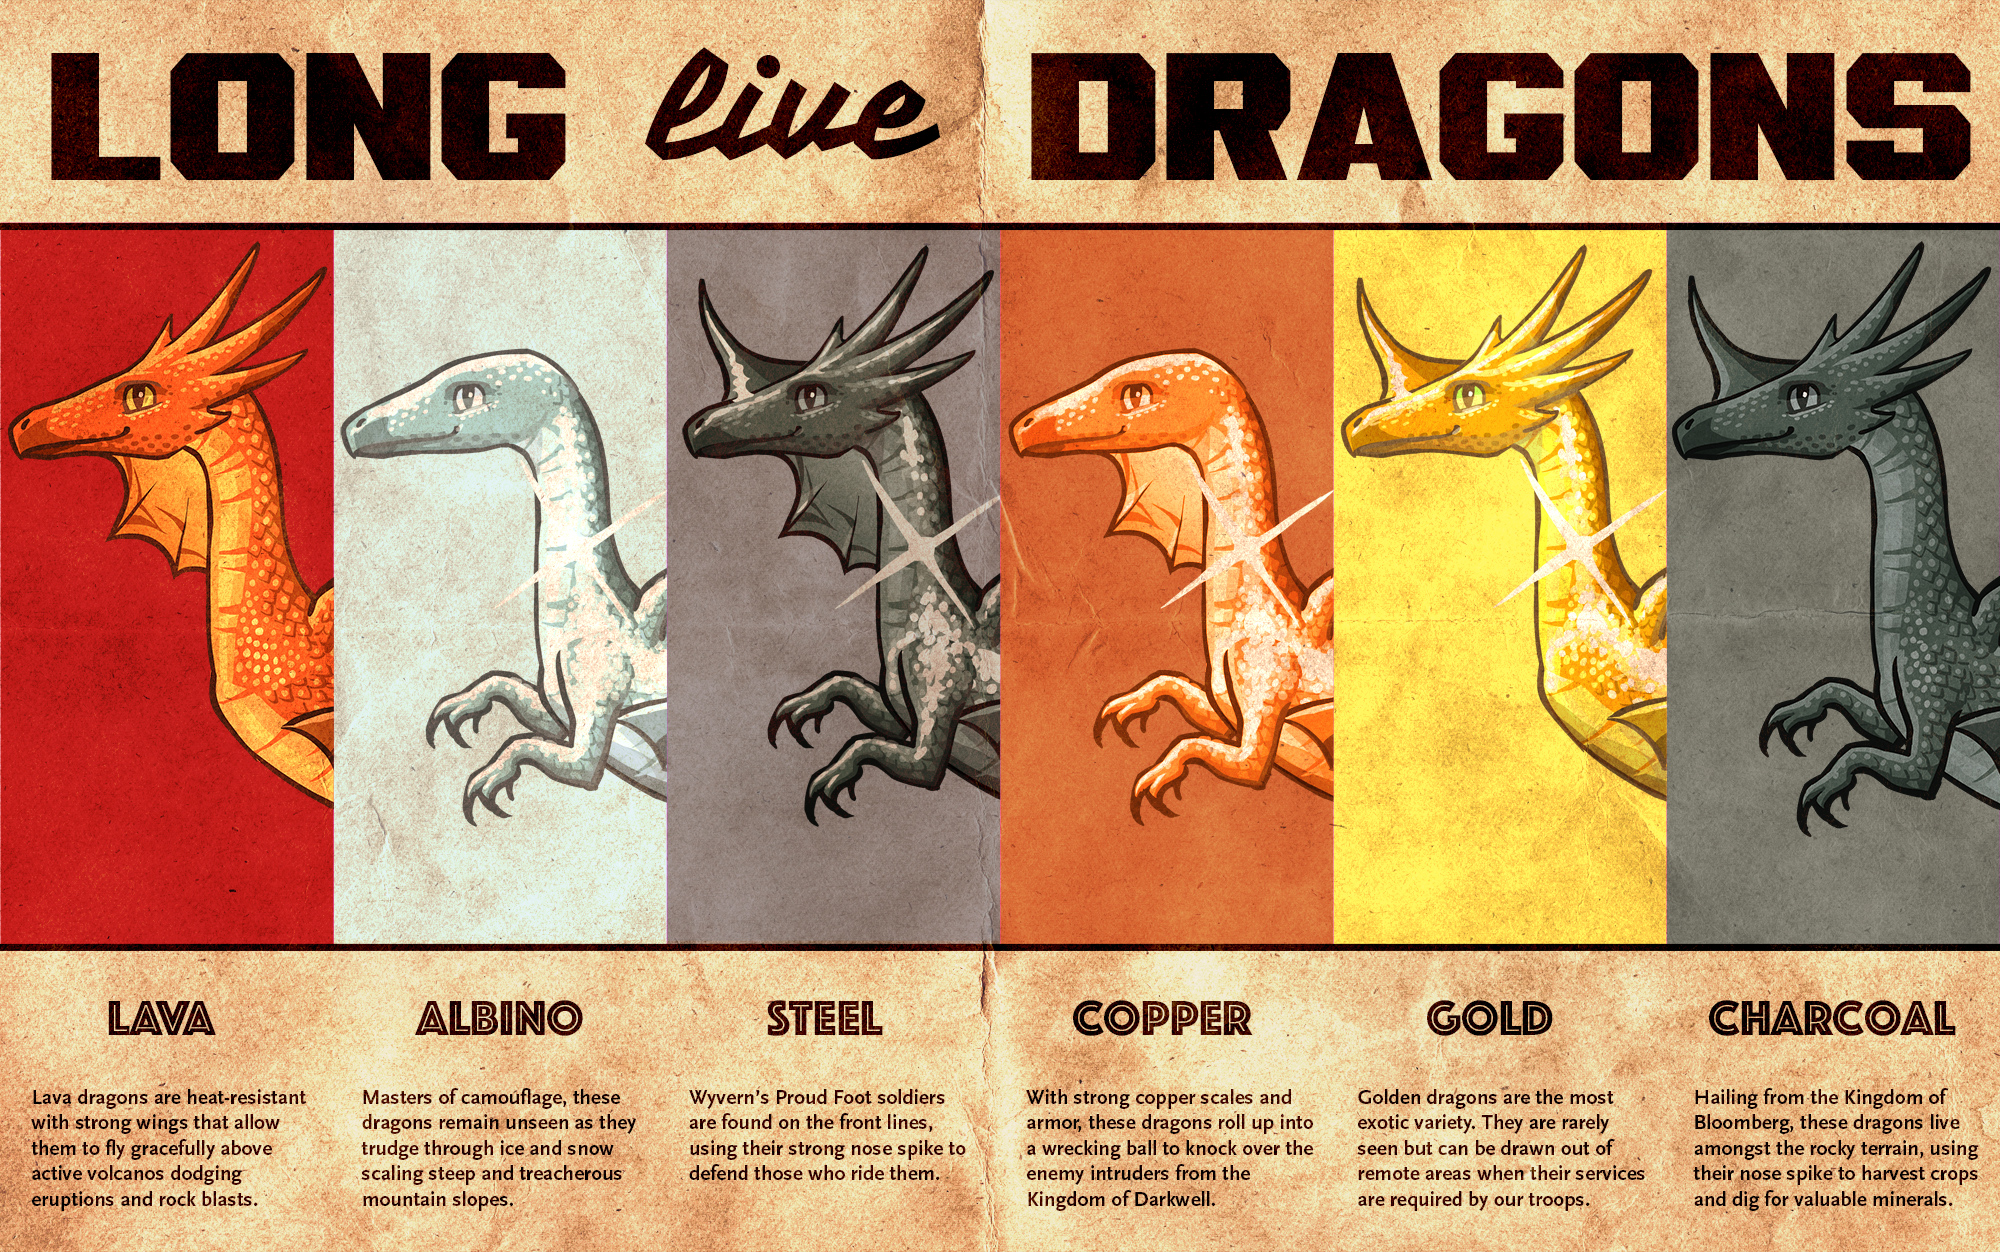 LONG live DRAGONS
LAVA
Lava dragons are heat-resistant
with strong wings that allow
them to fly gracefully above
active volcanos dodging
eruptions and rock blasts.
ALBINO
Masters of camouflage, these
dragons remain unseen as they
trudge through ice and snow
scaling steep and treacherous
mountain slopes.
STEEL
Wyvern's Proud Foot soldiers
are found on the front lines,
using their strong nose spike to
defend those who ride them.
COPPER
With strong copper scales and
armor, these dragons roll up into
a wrecking ball to knock over the
enemy intruders from the
Kingdom of Darkwell.
GOLD
Golden dragons are the most
exotic variety. They are rarely
seen but can be drawn out of
remote areas when their services
are required by our troops.
CHARCOAL
Hailing from the Kingdom of
Bloomberg, these dragons live
amongst the rocky terrain, using
their nose spike to harvest crops
and dig for valuable minerals.